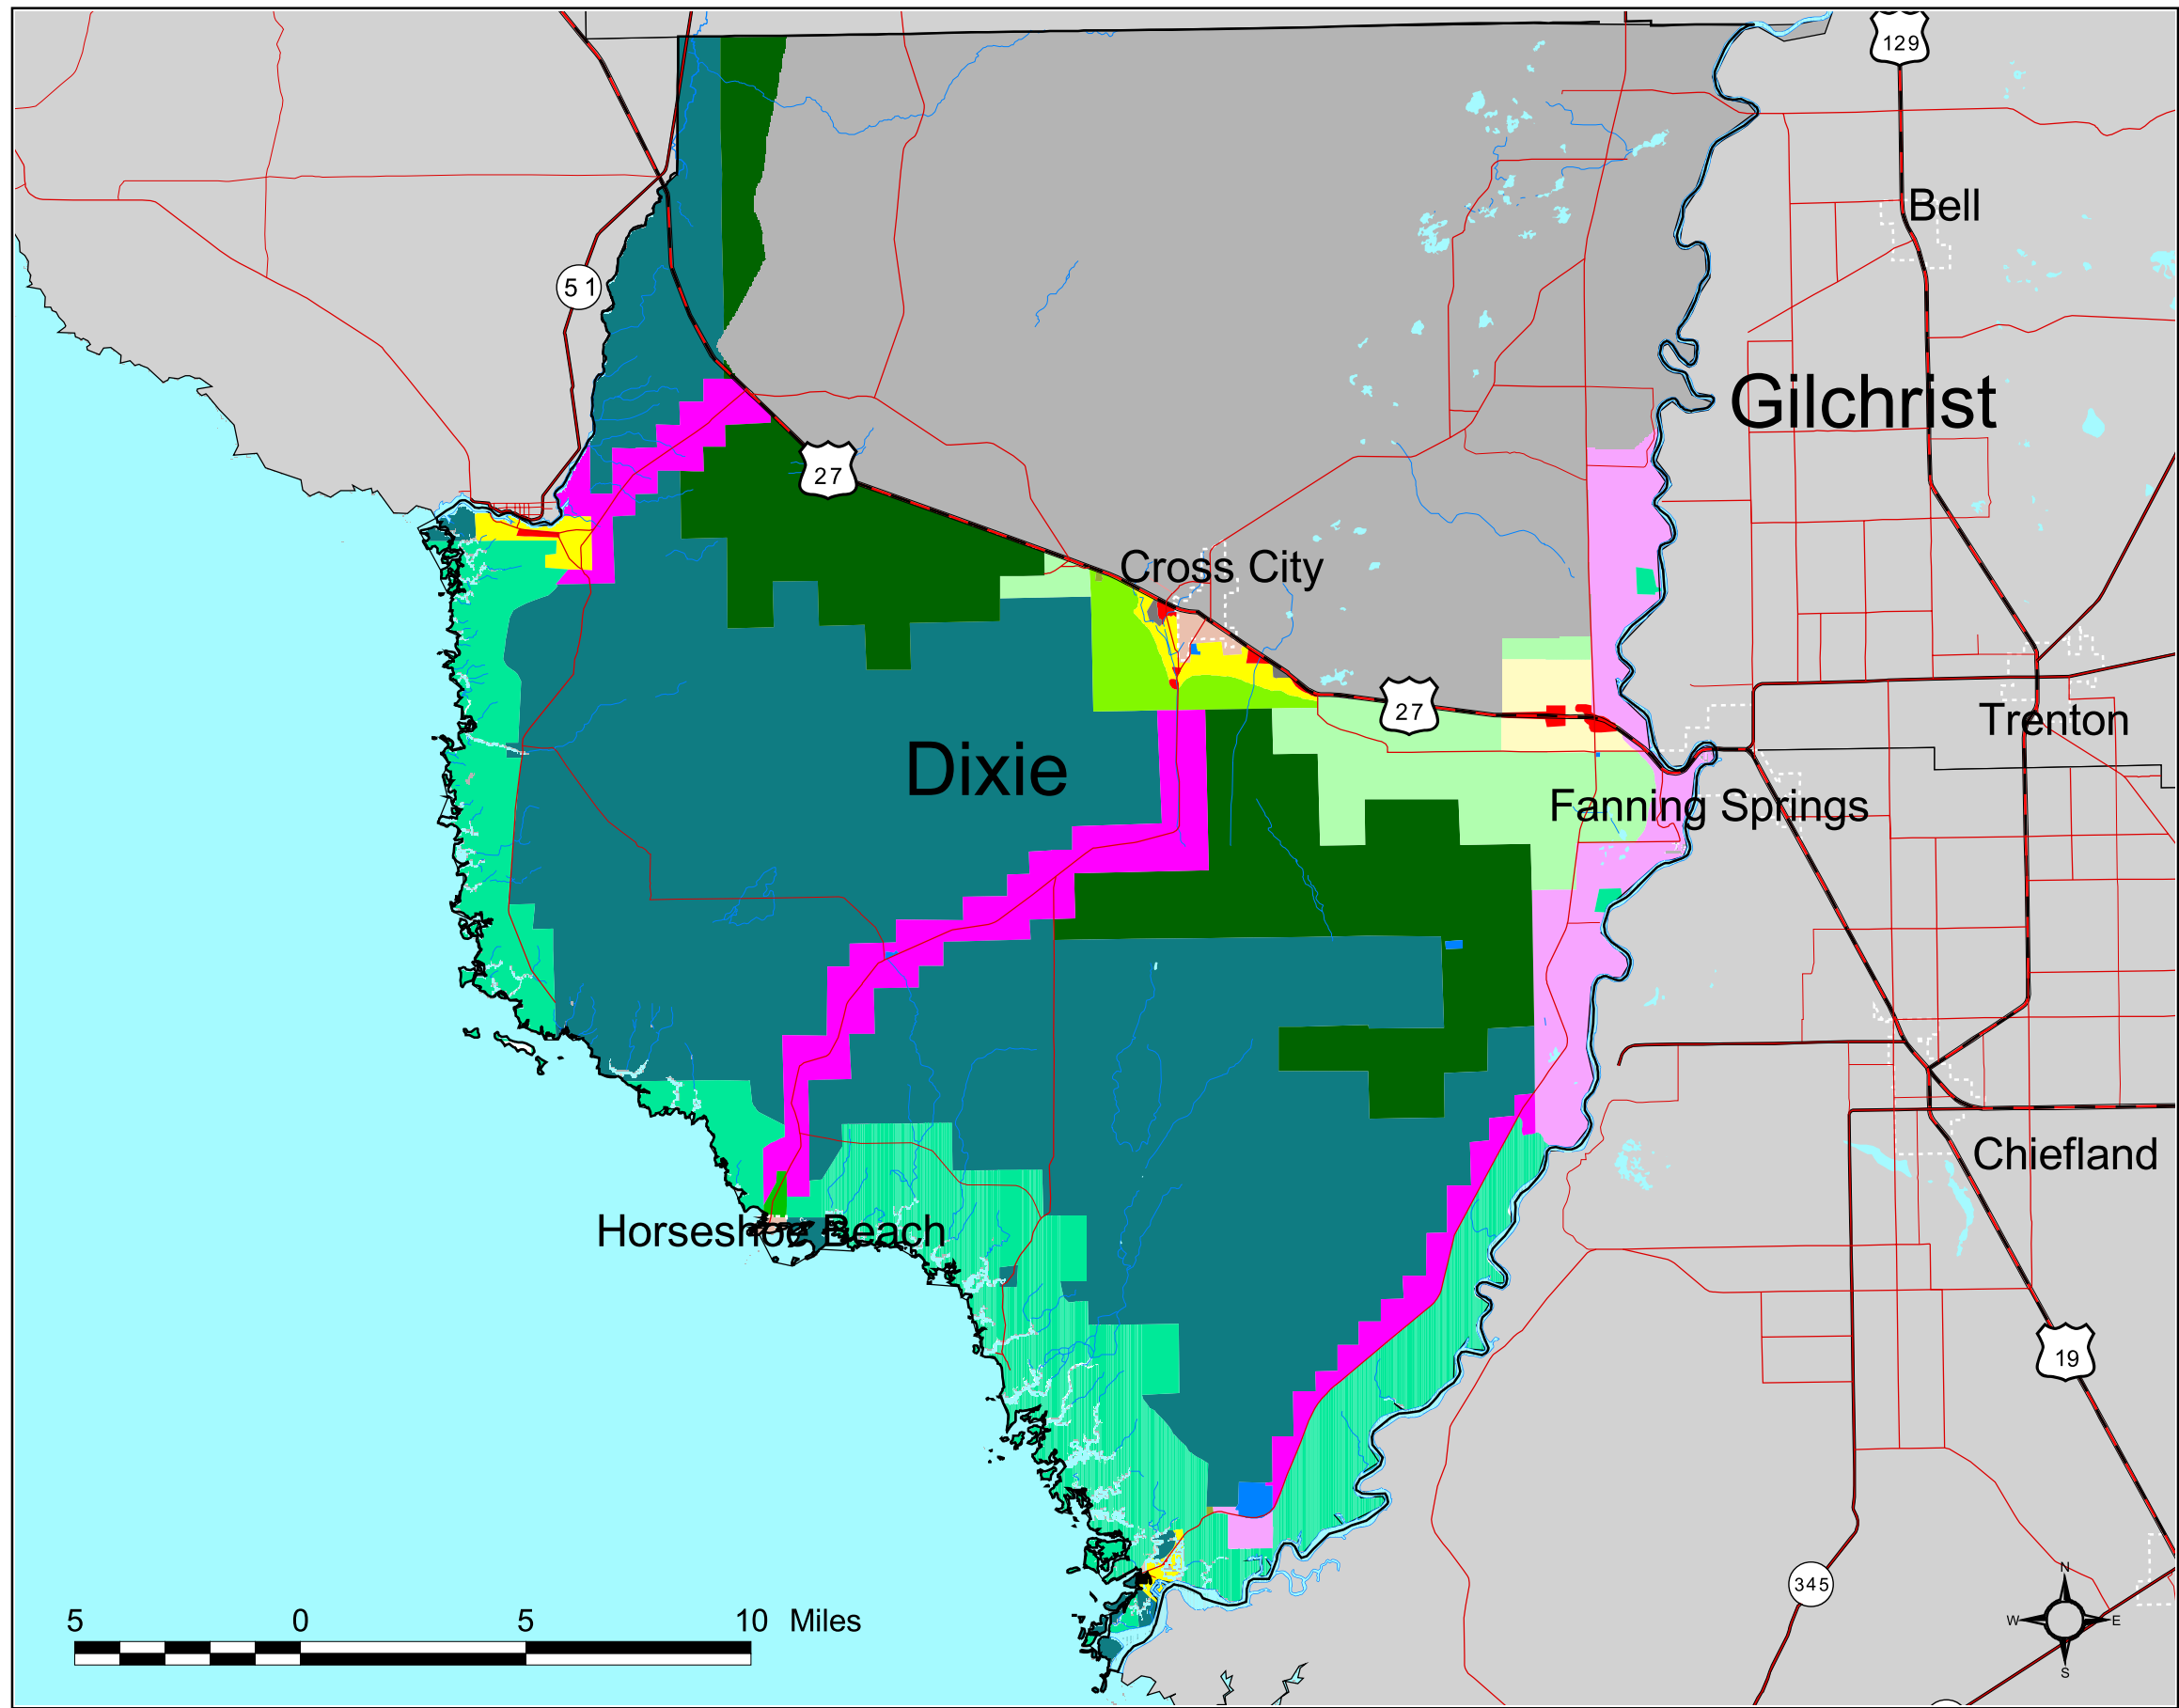 129
Bell
51
Gilchrist
27
Cross City
27
Trenton
Dixie
Fanning Springs
Chiefland
Horseshoe Beach
19
345
N
W E
S
5 0 5 10 Miles